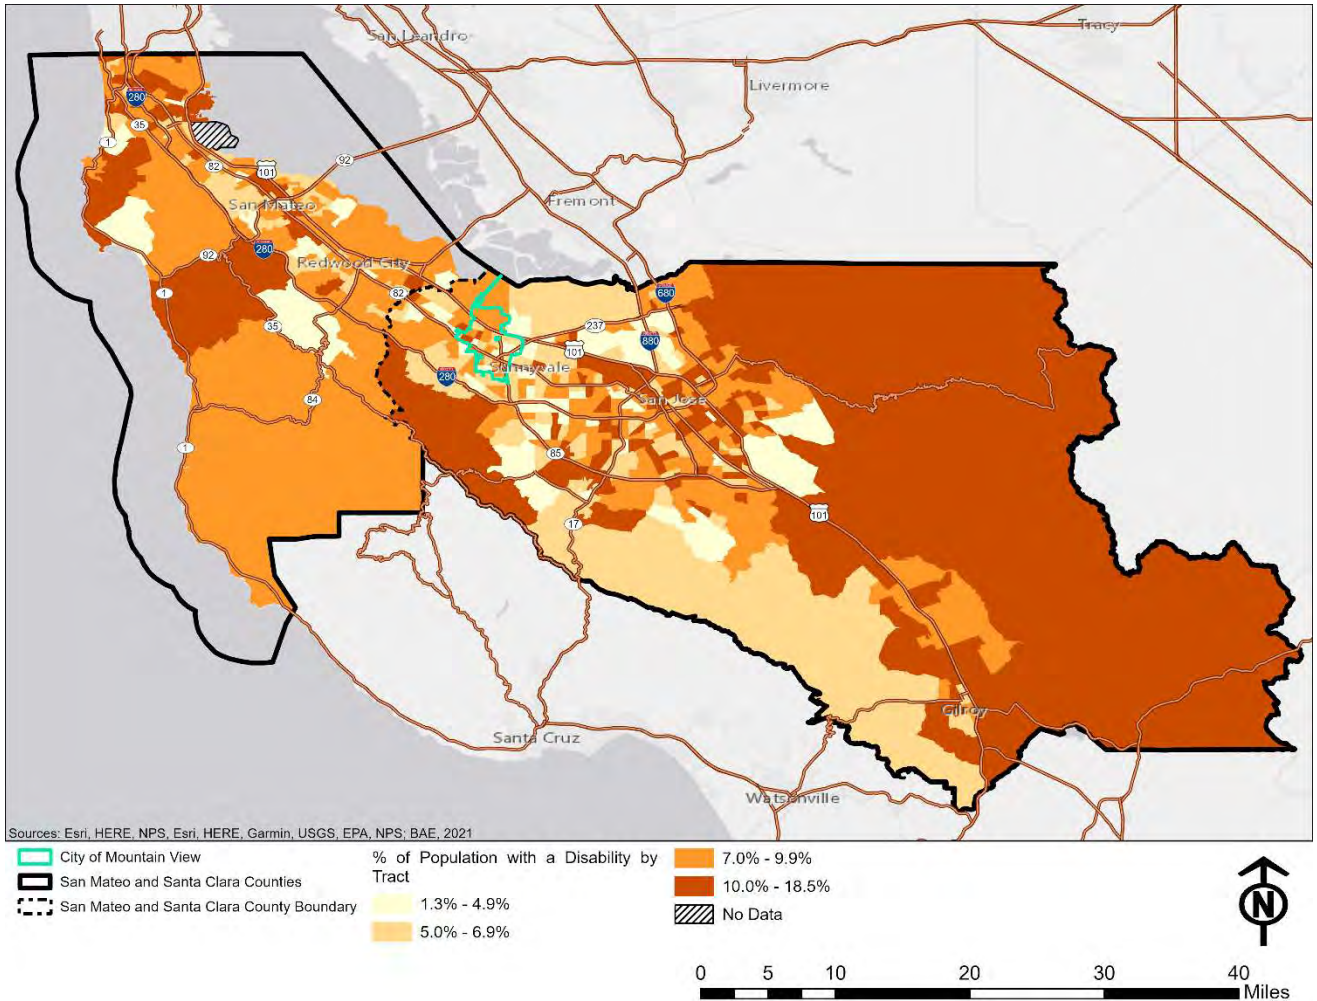 San Leandro
Tracy
Livermore
280
35
1
82
101
92
San Mateo
Fremont
92
280
Redwood City
1
82
680
35
237
101
880
Sunnyvale
280
84
San Jose
1
85
101
17
Gilroy
Santa Cruz
Watsonville
Sources: Esri, HERE, NPS, Esri, HERE, Garmin, USGS, EPA, NPS; BAE, 2021
City of Mountain View
San Mateo and Santa Clara Counties
San Mateo and Santa Clara County Boundary
% of Population with a Disability by
Tract
1.3% - 4.9%
5.0% - 6.9%
7.0% - 9.9%
10.0% - 18.5%
No Data
N
0 5 10 20 30 40
Miles